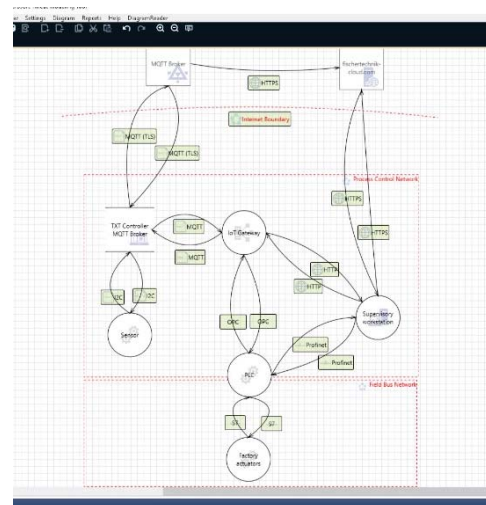 Settings Diagram Reports Help DiagramReader
MQTT Broker
fischertechnik-
cloud.com
HTTPS
Internet Boundary
MQTT (TLS)
MQTT (TLS)
Process Control Network
HTTPS
TXT Controller
MQTT Broker
MQTT
IoT Gateway
HTTPS
MQTT
HTTP
HTTP
I2C
I2C
Sensor
OPC
OPC
Supervisory
workstation
Profinet
Profinet
PLC
Field Bus Network
S7
S7
Factory
actuators